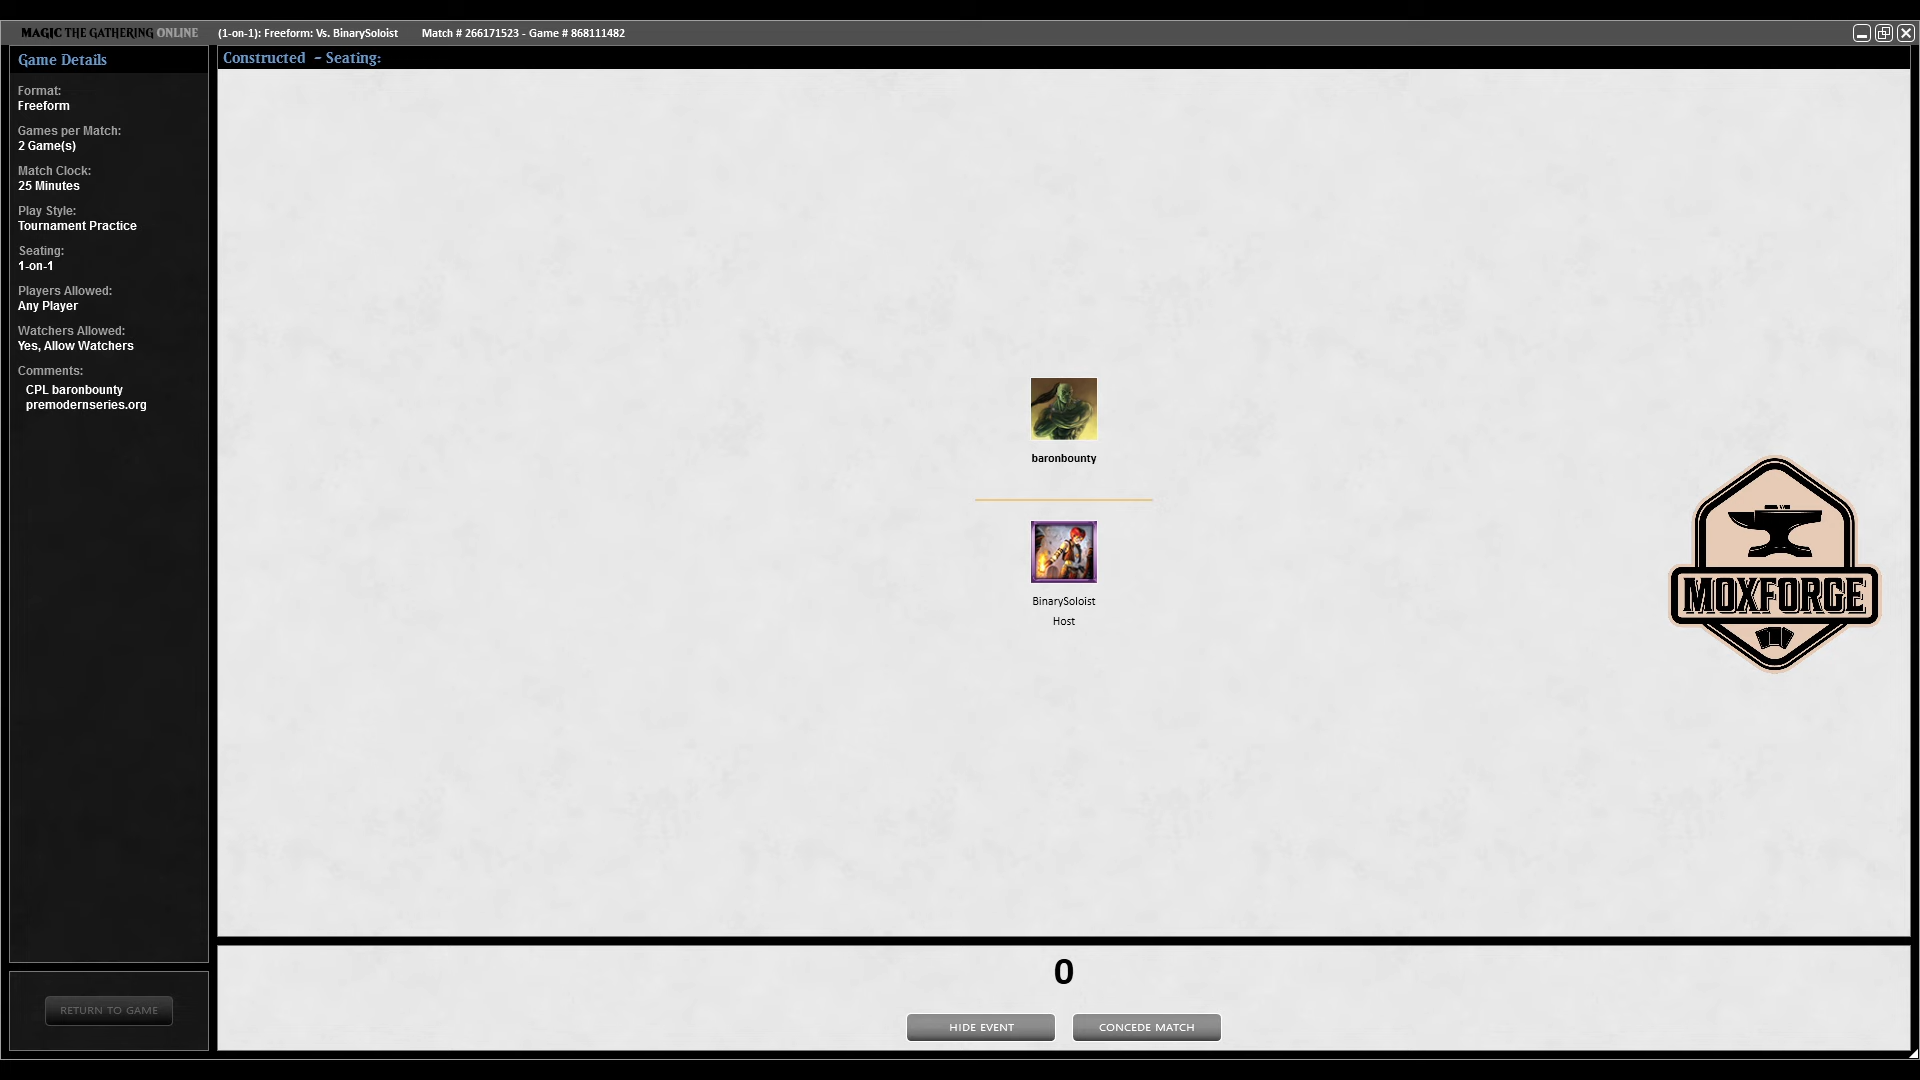 MAGIC THE GATHERING ONLINE
(1-on-1): Freeform: Vs. BinarySoloist Match # 266171523 - Game # 868111482
Game Details
Format:
Freeform
Games per Match:
2 Game(s)
Match Clock:
25 Minutes
Play Style:
Tournament Practice
Seating:
1-on-1
Players Allowed:
Any Player
Watchers Allowed:
Yes, Allow Watchers
Comments:
CPL baronbounty
premodernseries.org
RETURN TO GAME
Constructed - Seating:
baronbounty
BinarySoloist
Host
MOXFORGE
0
HIDE EVENT
CONCEDE MATCH